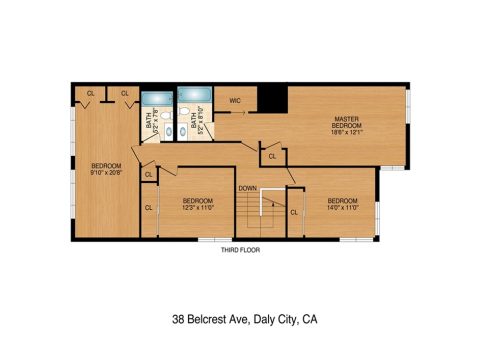 CL
CL
BATH
5'2" x 7'8"
BATH
5'2" x 8'10"
WIC
MASTER
BEDROOM
18'6" x 12'1"
CL
BEDROOM
9'10" x 20'8"
CL
CL
BEDROOM
12'3" x 11'0"
DOWN
CL
BEDROOM
14'0" x 11'0"
THIRD FLOOR
38 Belcrest Ave, Daly City, CA